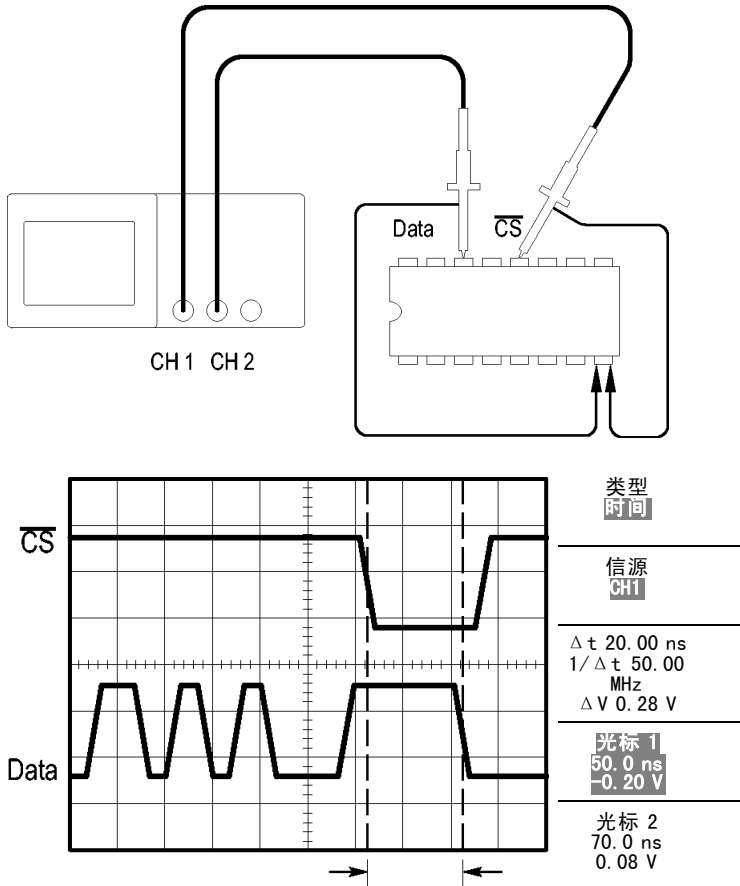 Data
CS
CH 1 CH 2
CS
Data
类型
时间
信源
CH1
Δt 20.00 ns
1/Δt 50.00
MHz
ΔV 0.28 V
光标 1
50.0 ns
-0.20 V
光标 2
70.0 ns
0.08 V